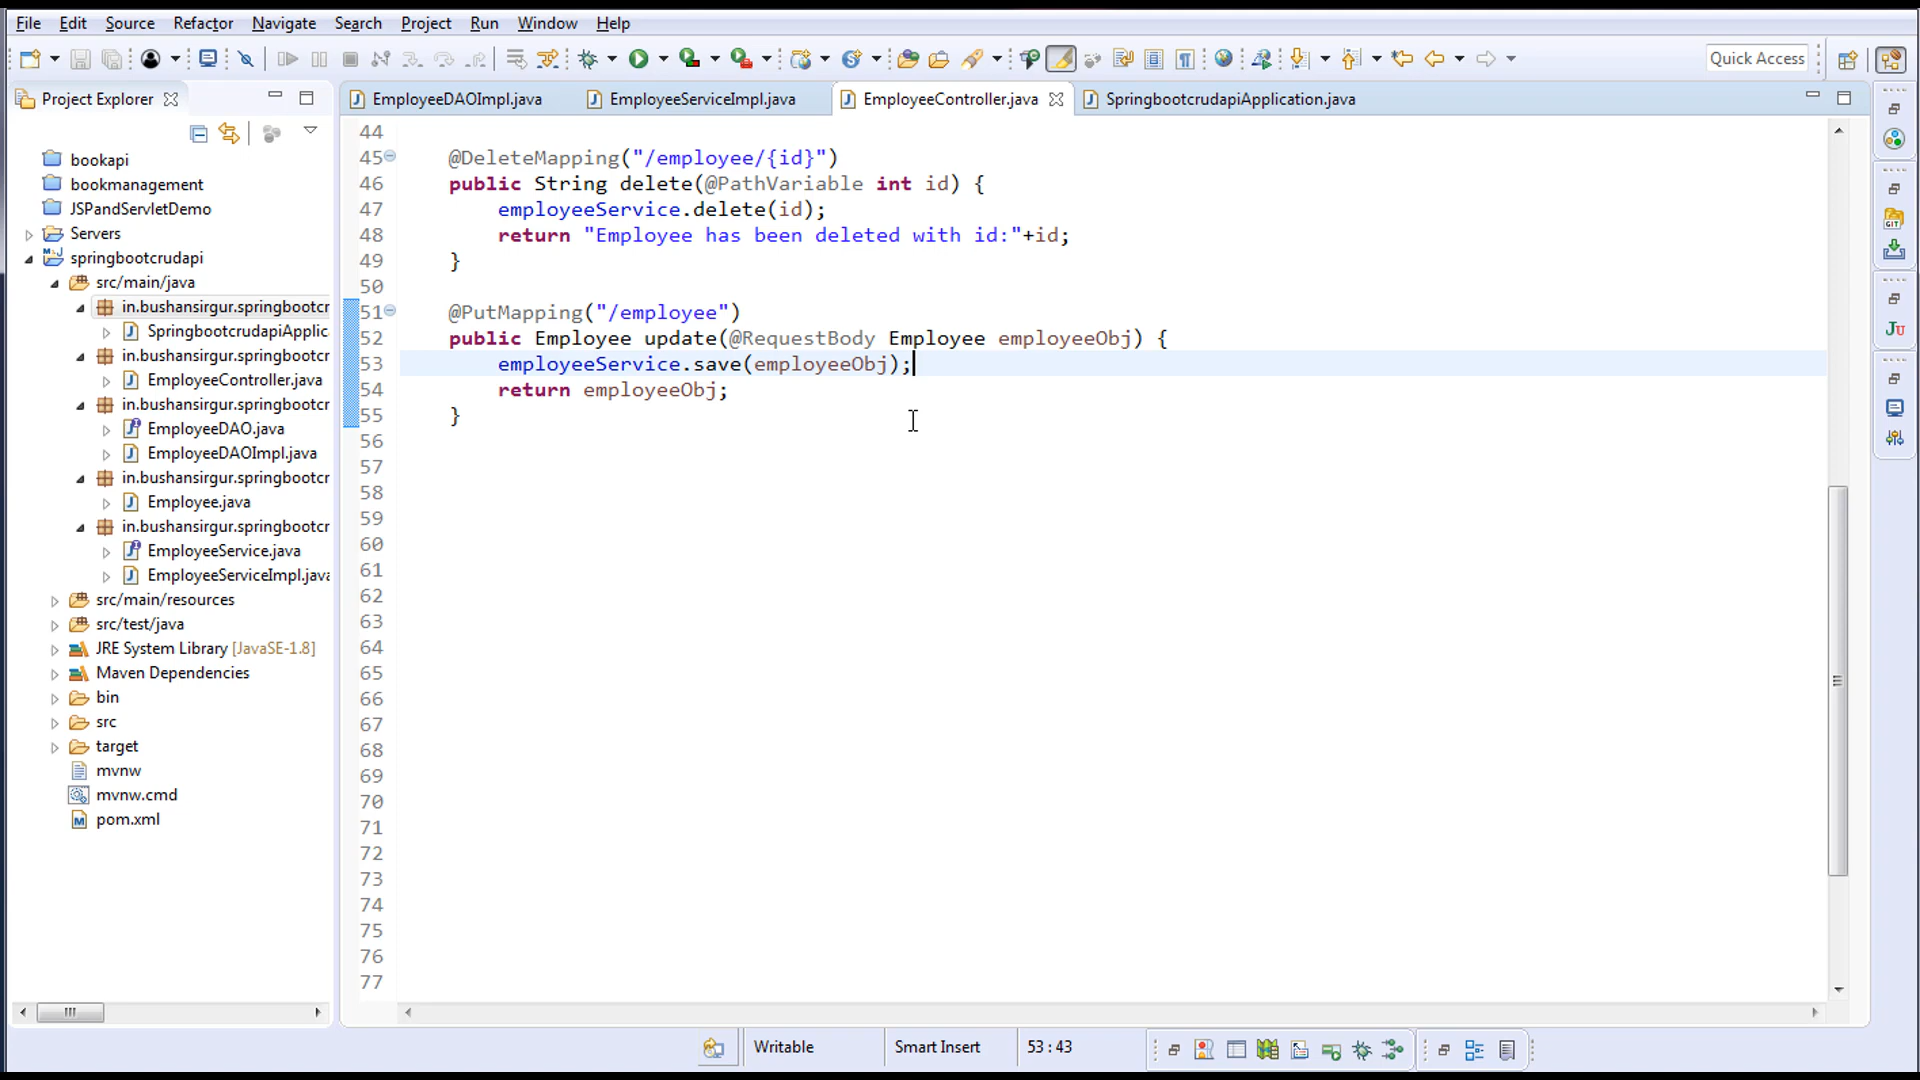 File Edit Source Refactor Navigate Search Project Run Window Help
Quick Access
Project Explorer
EmployeeDAOImpl.java EmployeeServiceImpl.java EmployeeController.java SpringbootcrudapiApplication.java
bookapi
bookmanagement
JSPandServletDemo
Servers
springbootcrudapi
src/main/java
in.bushansirgur.springbootcr
SpringbootcrudapiApplic
in.bushansirgur.springbootcr
EmployeeController.java
in.bushansirgur.springbootcr
EmployeeDAO.java
EmployeeDAOImpl.java
in.bushansirgur.springbootcr
Employee.java
in.bushansirgur.springbootcr
EmployeeService.java
EmployeeServiceImpl.java
src/main/resources
src/test/java
JRE System Library [JavaSE-1.8]
Maven Dependencies
bin
src
target
mvnw
mvnw.cmd
pom.xml
44
45 @DeleteMapping("/employee/{id}")
46 public String delete(@PathVariable int id) {
47 employeeService.delete(id);
48 return "Employee has been deleted with id:"+id;
49 }
50
51 @PutMapping("/employee")
52 public Employee update(@RequestBody Employee employeeObj) {
53 employeeService.save(employeeObj);
54 return employeeObj;
55 }
56
57
58
59
60
61
62
63
64
65
66
67
68
69
70
71
72
73
74
75
76
77
Writable Smart Insert 53 : 43